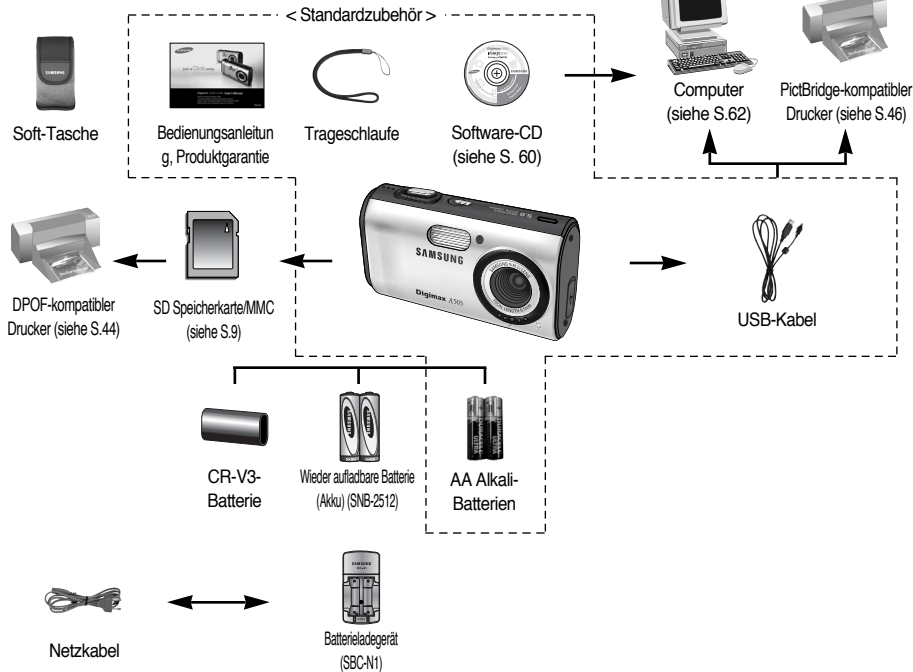 < Standardzubehör >
Soft-Tasche
Bedienungsanleitun
g, Produktgarantie
Trageschlaufe
Software-CD
(siehe S. 60)
Computer
(siehe S.62)
PictBridge-kompatibler
Drucker (siehe S.46)
SAMSUNG
Digimax A505
DPOF-kompatibler
Drucker (siehe S.44)
SD Speicherkarte/MMC
(siehe S.9)
USB-Kabel
CR-V3-
Batterie
Wieder aufladbare Batterie
(Akku) (SNB-2512)
AA Alkali-
Batterien
Netzkabel
Batterieladegerät
(SBC-N1)